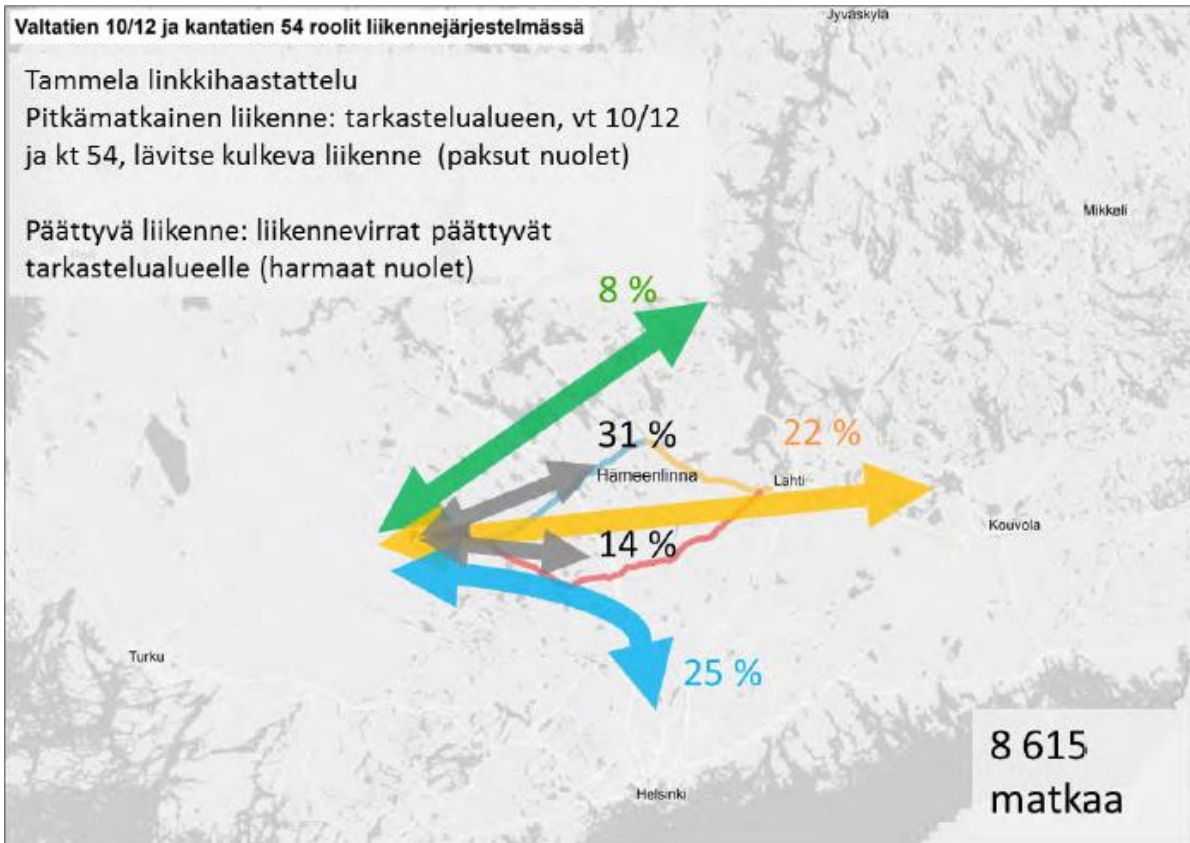 Jyväskylä
Valtatien 10/12 ja kantatien 54 roolit liikennejärjestelmässä
Tammela linkkihaastattelu
Pitkämatkainen liikenne: tarkastelualueen, vt 10/12
ja kt 54, lävitse kulkeva liikenne (paksut nuolet)
Päättyvä liikenne: liikennevirrat päättyvät
tarkastelualueelle (harmaat nuolet)
Mikkeli
8 %
31 %
22 %
Hämeenlinna
Lahti
Kouvola
14 %
Turku
25 %
Helsinki
8 615
matkaa